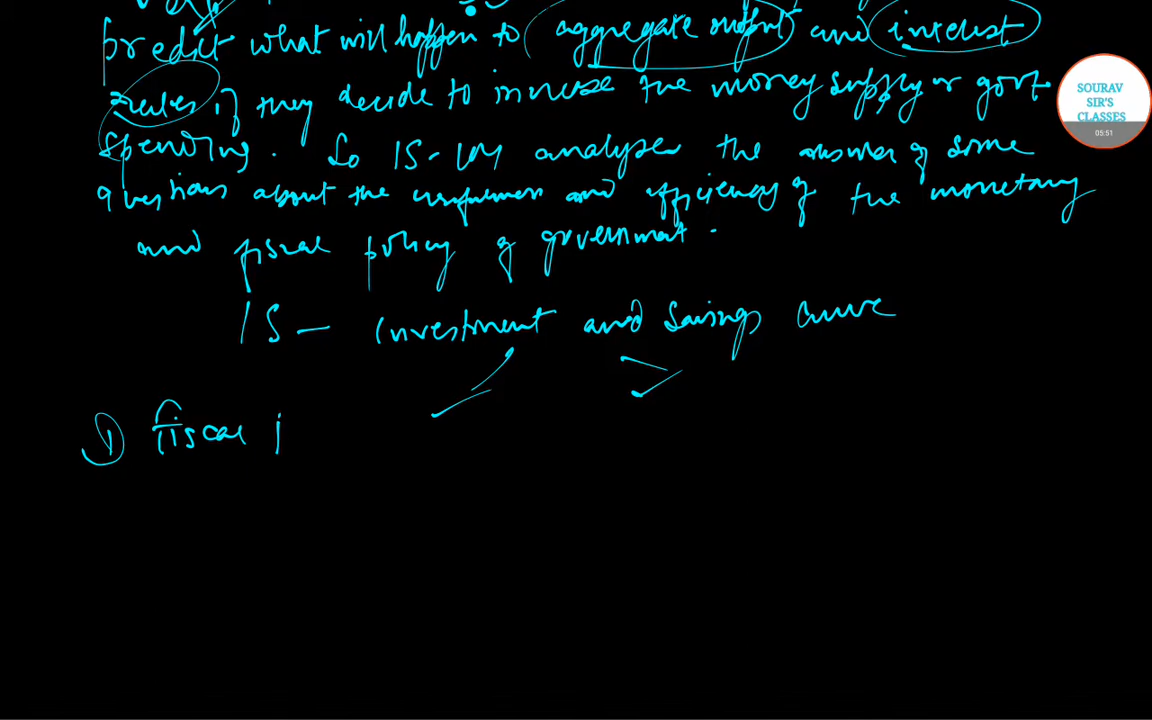 predict what will happen to aggregate output and interest
SOURAV
SIR'S
CLASSES
05:51
rates if they decide to increase the money supply or govt
spending. So IS-LM analyses the answer of some
questions about the and efficiency of the monetary
and fiscal policy of government.
IS - Investment and Savings curve
1) fiscal